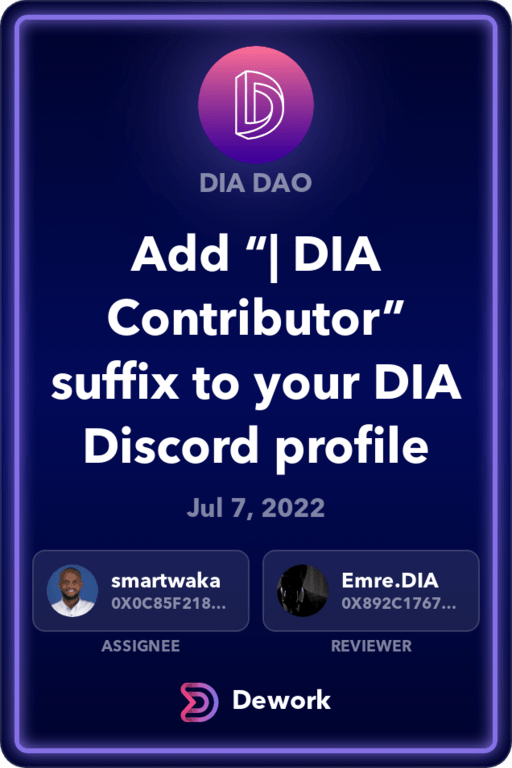 DIA DAO
Add “| DIA
Contributor”
suffix to your DIA
Discord profile
Jul 7, 2022
smartwaka
0X0C85F218...
Emre.DIA
0X892C1767...
ASSIGNEE
REVIEWER
Dework